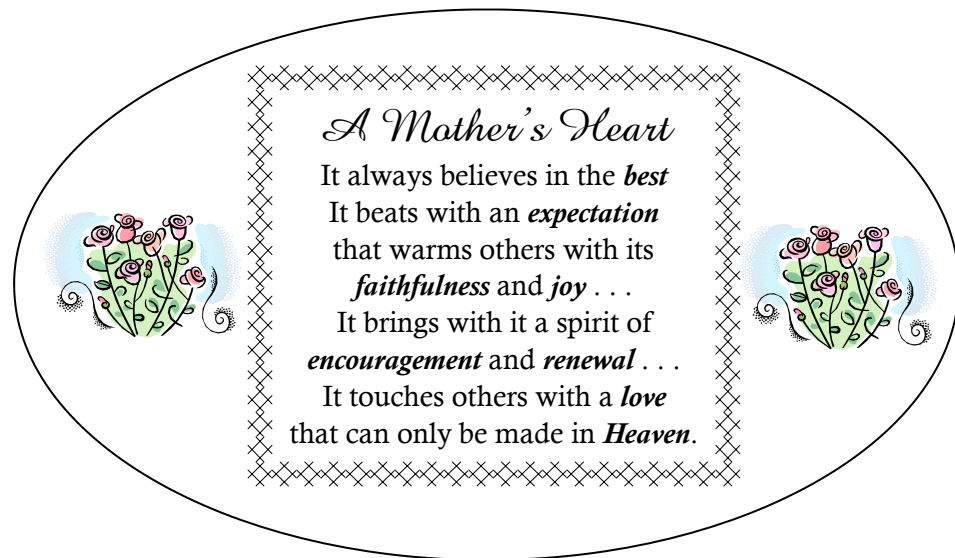 A Mother's Heart
It always believes in the best
It beats with an expectation
that warms others with its
faithfulness and joy . . .
It brings with it a spirit of
encouragement and renewal . . .
It touches others with a love
that can only be made in Heaven.